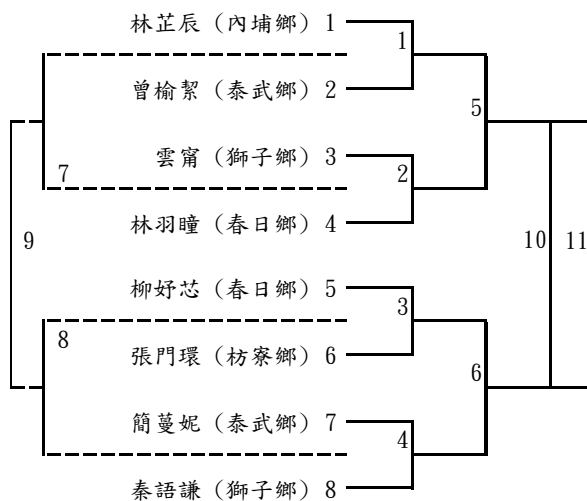 林芷辰（內埔鄉）1
1
曾榆絜（泰武鄉）2
5
雲甯（獅子鄉）3
7
2
林羽瞳（春日鄉）4
9
10
11
柳妤芯（春日鄉）5
3
8
張門環（枋寮鄉）6
6
簡蔓妮（泰武鄉）7
4
秦語謙（獅子鄉）8